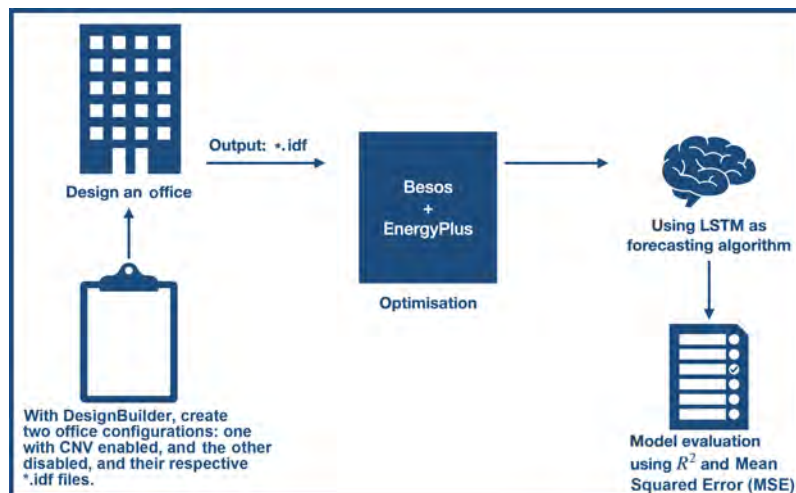 Design an office
Output: *.idf
Besos
+
EnergyPlus
Optimisation
Using LSTM as
forecasting algorithm
With DesignBuilder, create
two office configurations: one
with CNV enabled, and the other
disabled, and their respective
*.idf files.
Model evaluation
using R² and Mean
Squared Error (MSE)